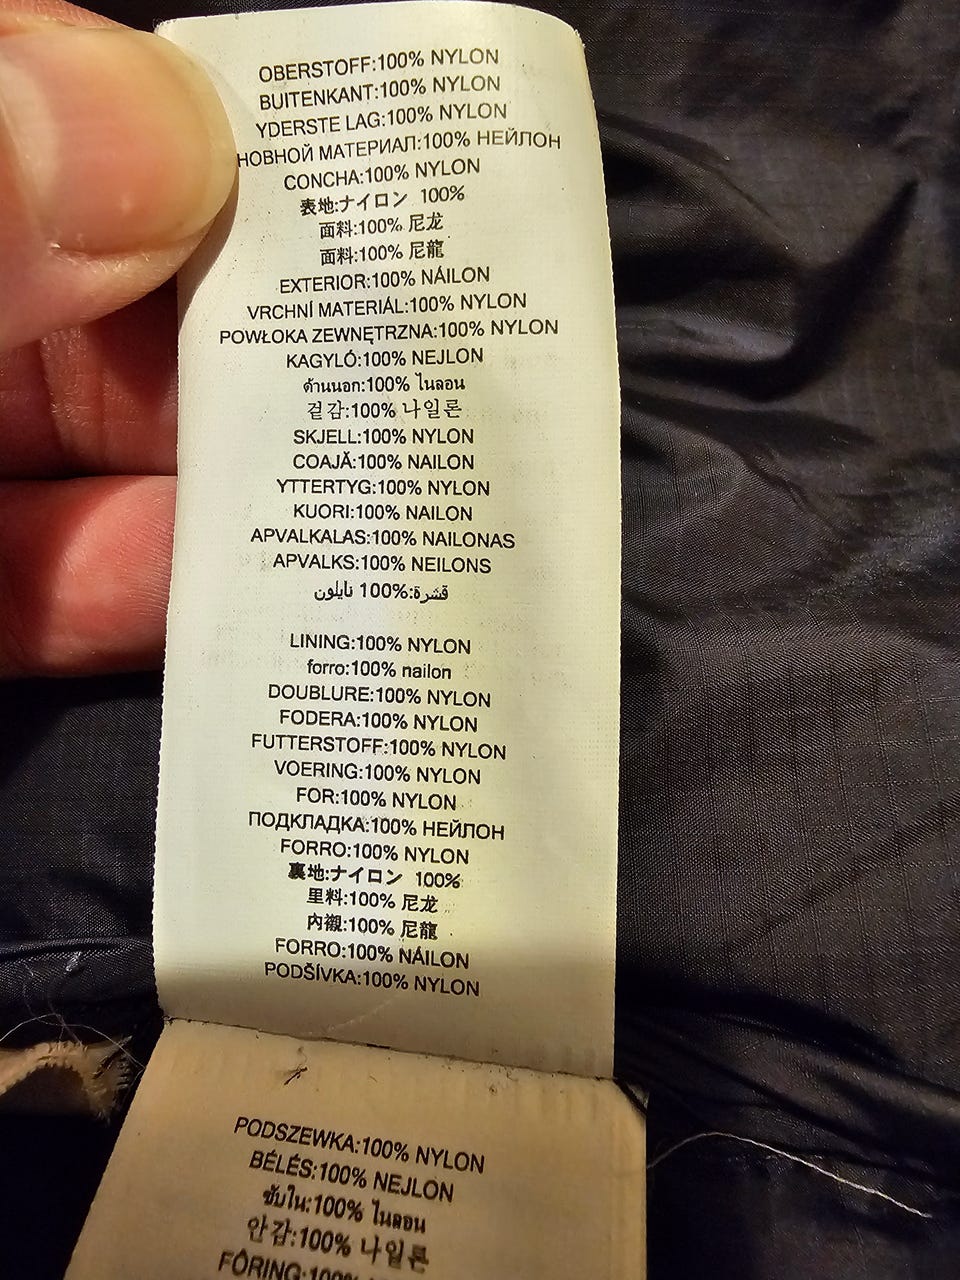 OBERSTOFF:100% NYLON
BUITENKANT:100% NYLON
YDERSTE LAG:100% NYLON
НОВНОЙ МАТЕРИАЛ:100% НЕЙЛОН
CONCHA:100% NYLON
表地:ナイロン 100%
面料:100% 尼龙
面料:100% 尼龍
EXTERIOR:100% NÁILON
VRCHNÍ MATERIÁL:100% NYLON
POWŁOKA ZEWNĘTRZNA:100% NYLON
KAGYLÓ:100% NEJLON
ด้านนอก:100% ไนลอน
겉감:100% 나일론
SKJELL:100% NYLON
COAJĂ:100% NAILON
YTTERTYG:100% NYLON
KUORI:100% NAILON
APVALKALAS:100% NAILONAS
APVALKS:100% NEILONS
قشرة:100% نايلون
LINING:100% NYLON
forro:100% nailon
DOUBLURE:100% NYLON
FODERA:100% NYLON
FUTTERSTOFF:100% NYLON
VOERING:100% NYLON
FOR:100% NYLON
ПОДКЛАДКА:100% НЕЙЛОН
FORRO:100% NYLON
裏地:ナイロン 100%
里料:100% 尼龙
內襯:100% 尼龍
FORRO:100% NÁILON
PODŠÍVKA:100% NYLON
PODSZEWKA:100% NYLON
BÉLÉS:100% NEJLON
ซับใน:100% ไนลอน
안감:100% 나일론
FÔRING:100%